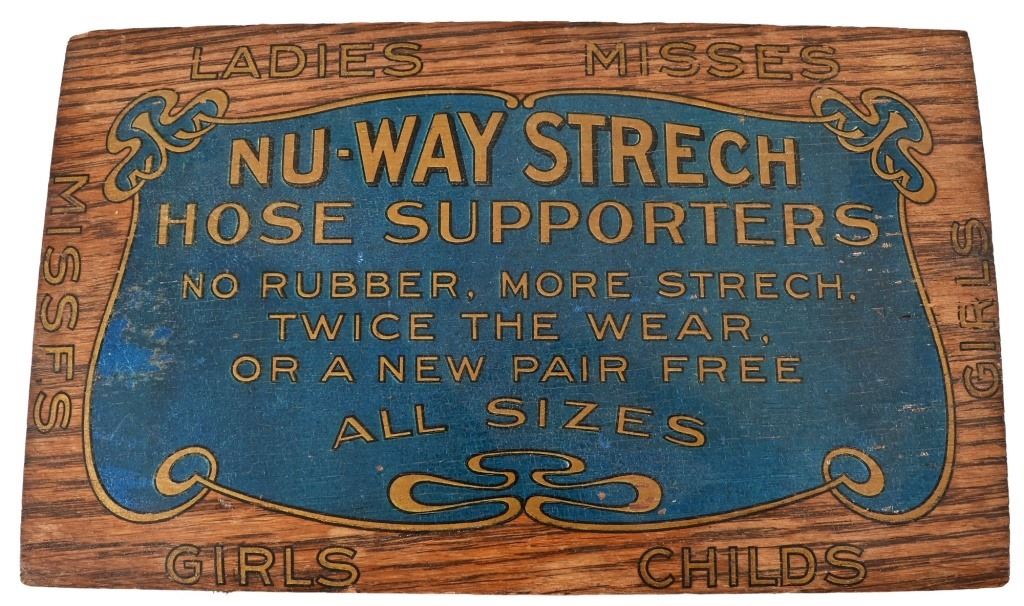 LADIES MISSES
NU-WAY STRECH
HOSE SUPPORTERS
NO RUBBER, MORE STRECH,
TWICE THE WEAR,
OR A NEW PAIR FREE
ALL SIZES
MISSES
GIRLS
GIRLS CHILDS